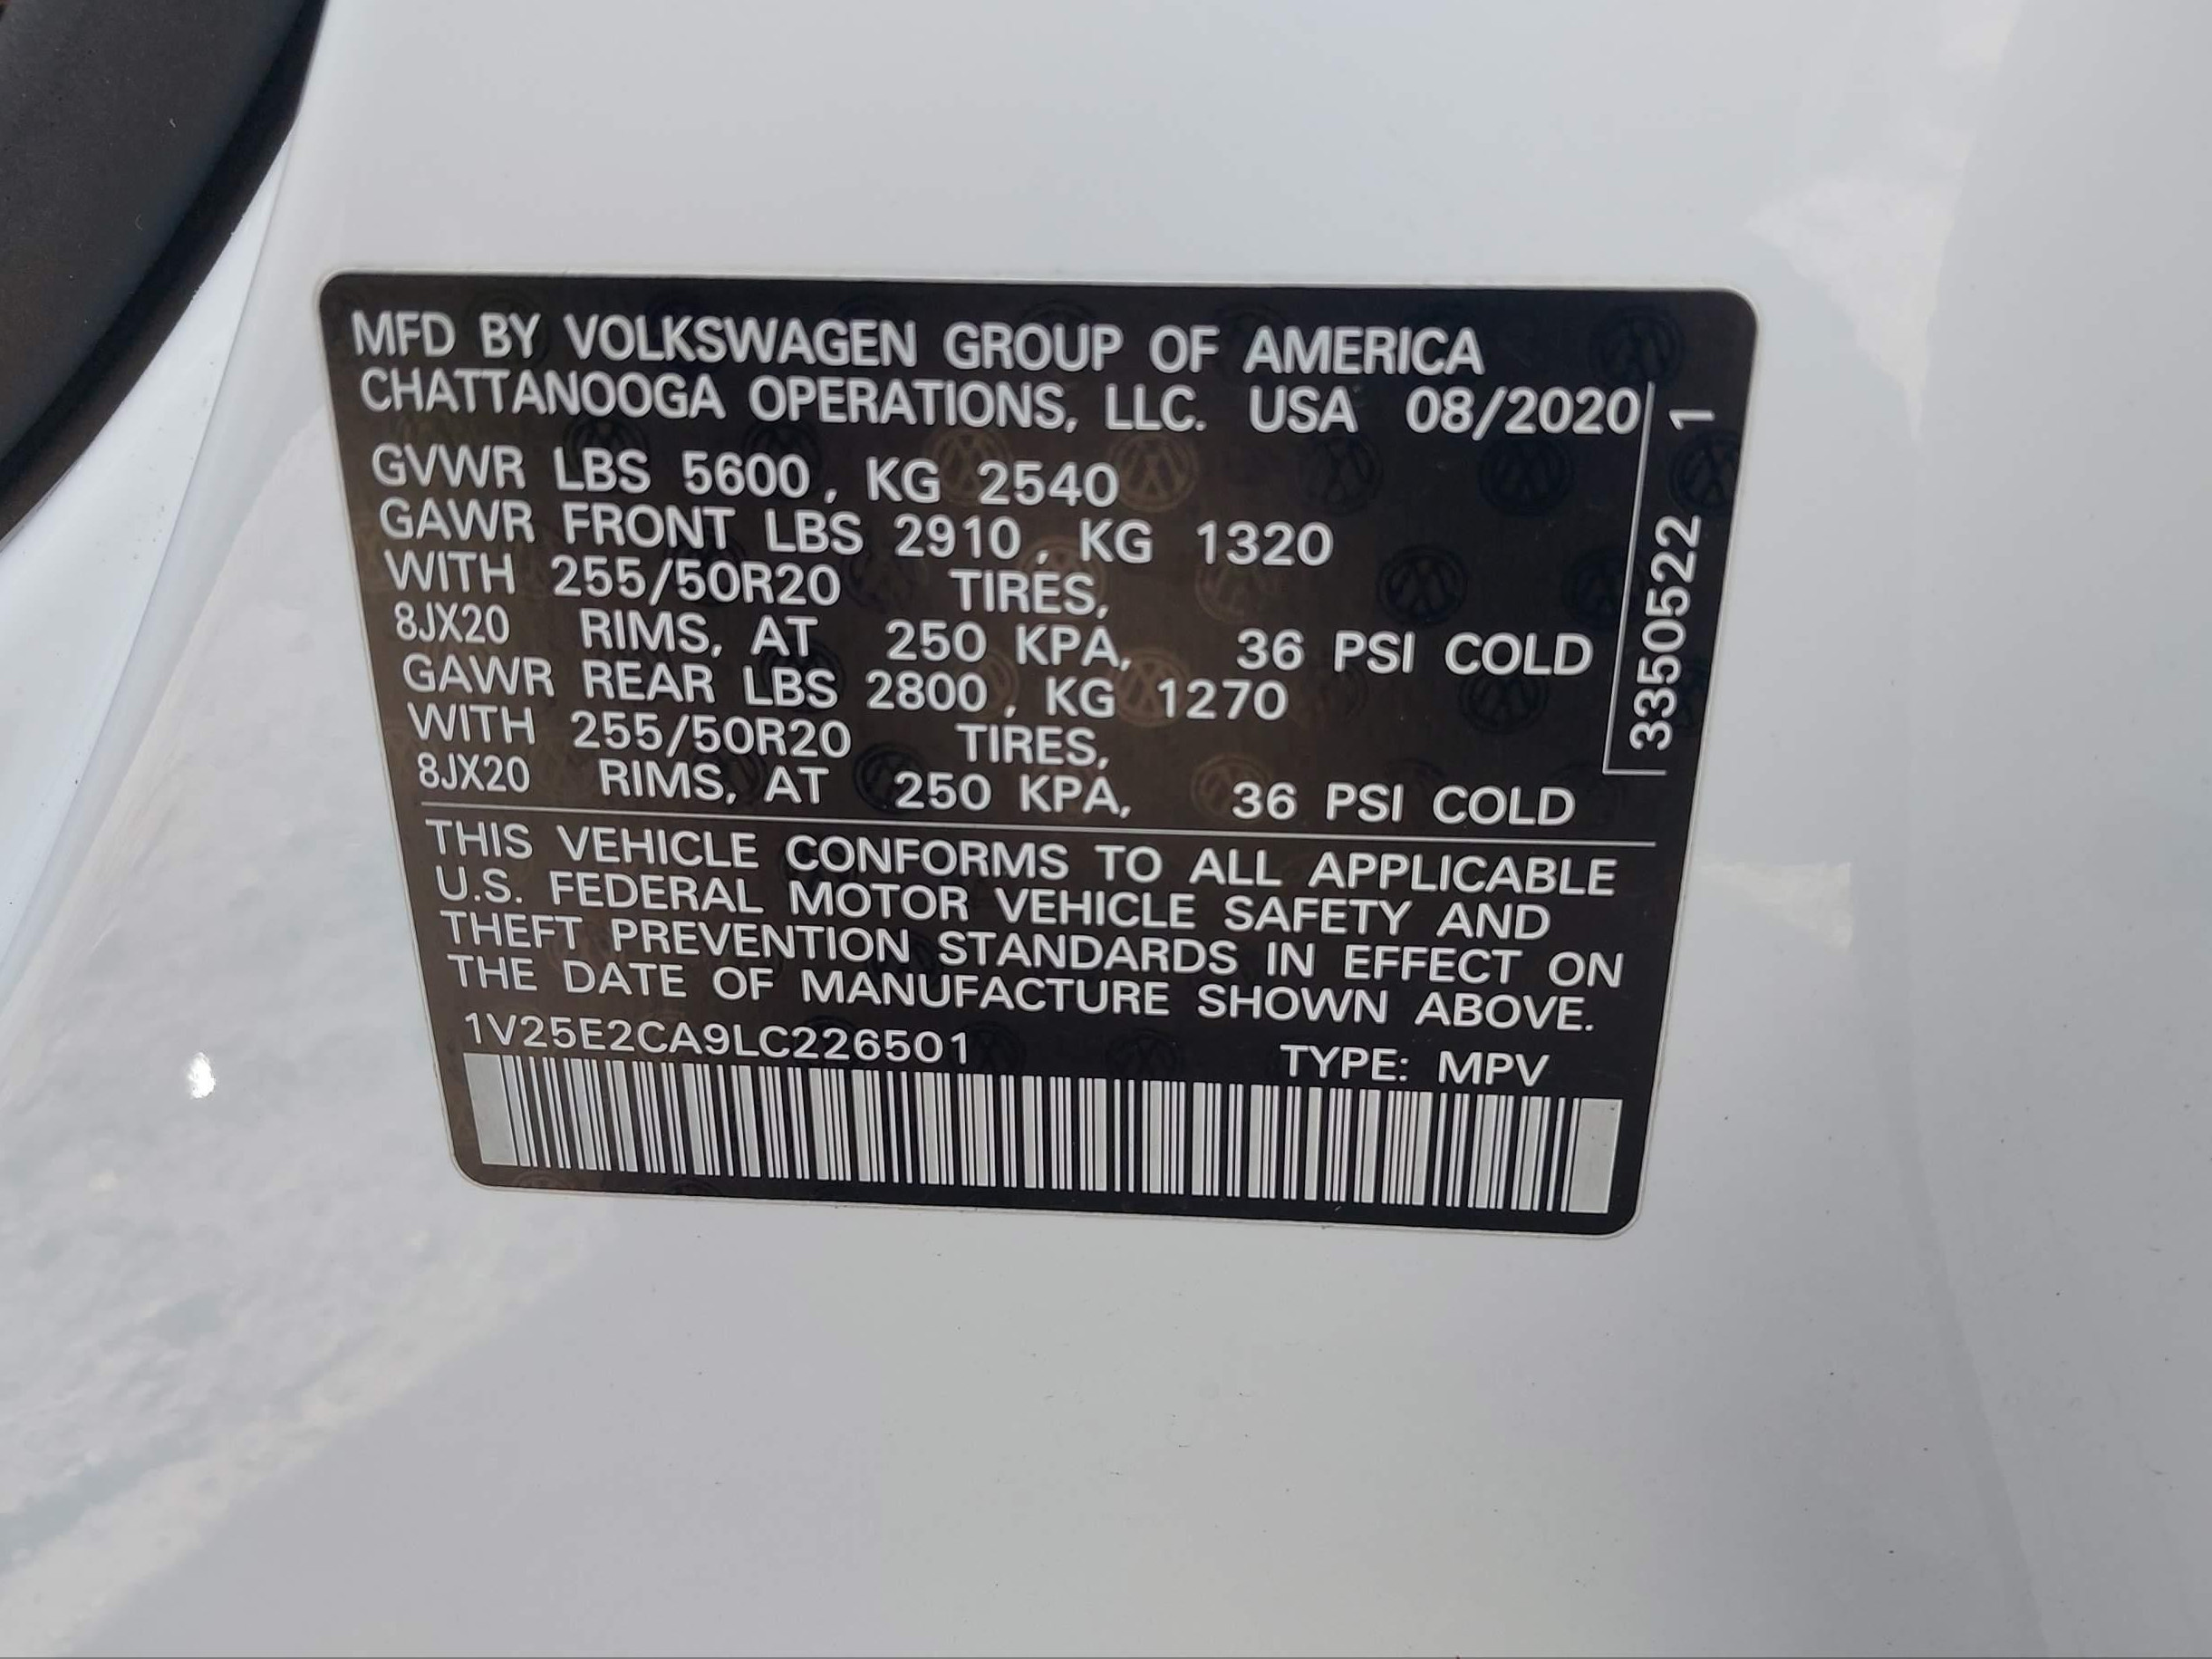 MFD BY VOLKSWAGEN GROUP OF AMERICA
CHATTANOOGA OPERATIONS, LLC. USA 08/2020
GVWR LBS 5600, KG 2540
GAWR FRONT LBS 2910, KG 1320
WITH 255/50R20 TIRES,
8JX20 RIMS, AT 250 KPA, 36 PSI COLD
GAWR REAR LBS 2800, KG 1270
WITH 255/50R20 TIRES,
8JX20 RIMS, AT 250 KPA, 36 PSI COLD
THIS VEHICLE CONFORMS TO ALL APPLICABLE
U.S. FEDERAL MOTOR VEHICLE SAFETY AND
THEFT PREVENTION STANDARDS IN EFFECT ON
THE DATE OF MANUFACTURE SHOWN ABOVE.
1V25E2CA9LC226501 TYPE: MPV
3350522 1